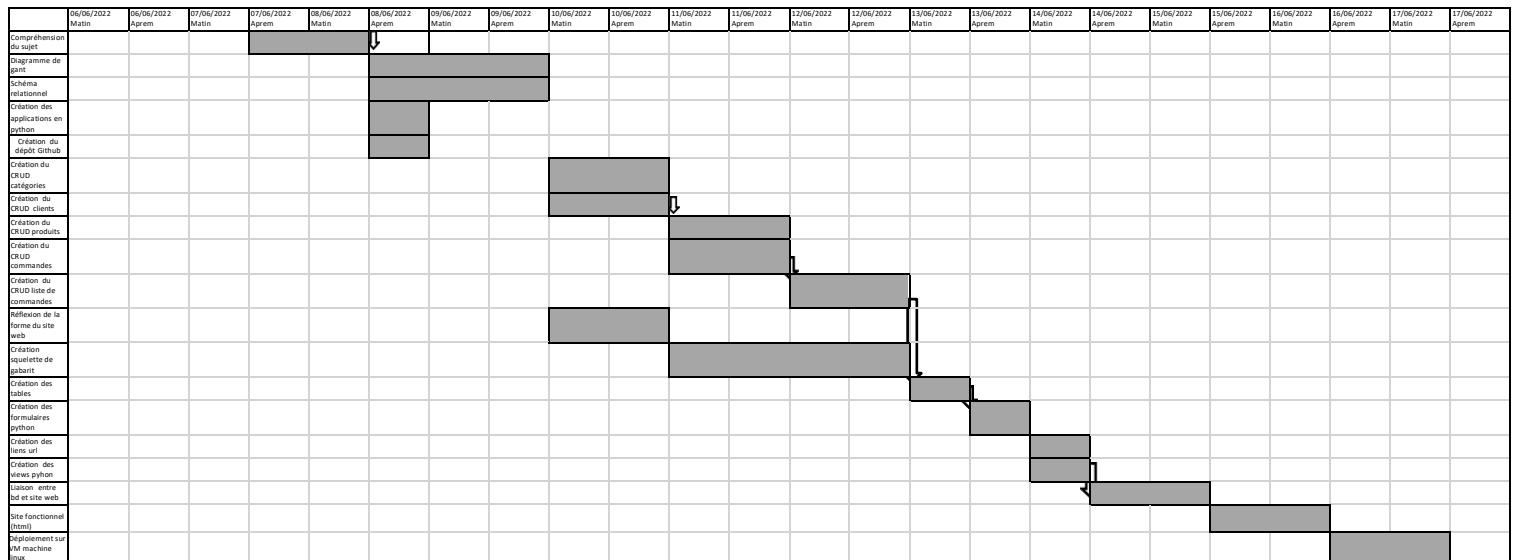 06/06/2022 06/06/2022 07/06/2022 07/06/2022 08/06/2022 08/06/2022 09/06/2022 09/06/2022 10/06/2022 10/06/2022 11/06/2022 11/06/2022 12/06/2022 12/06/2022 13/06/2022 13/06/2022 14/06/2022 14/06/2022 15/06/2022 15/06/2022 16/06/2022 16/06/2022 17/06/2022 17/06/2022
Matin Aprem Matin Aprem Matin Aprem Matin Aprem Matin Aprem Matin Aprem Matin Aprem Matin Aprem Matin Aprem Matin Aprem Matin Aprem Matin Aprem
Compréhension
du sujet
Diagramme de
gant
Schéma
relationnel
Création des
applications en
python
Création du
dépôt Github
Création du
CRUD
catégories
Création du
CRUD clients
Création du
CRUD produits
Création du
CRUD
commandes
Création du
CRUD liste de
commandes
Réflexion de la
forme du site
web
Création
squelette de
gabarit
Création des
tables
Création des
formulaires
python
Création des
liens url
Création des
views pyhon
Liaison entre
bd et site web
Site fonctionnel
(html)
Déploiement sur
VM machine
linux